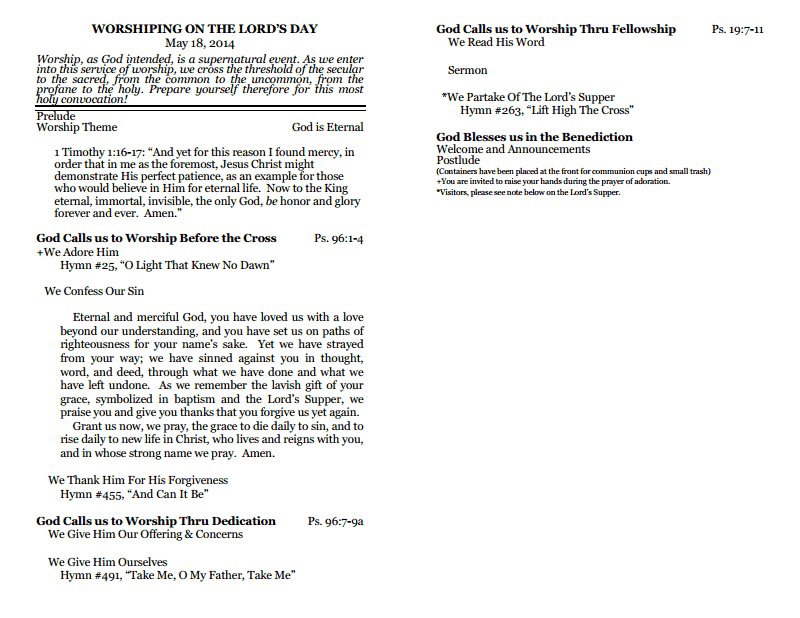 WORSHIPING ON THE LORD'S DAY
May 18, 2014
Worship, as God intended, is a supernatural event. As we enter
into this service of worship, we cross the threshold of the secular
to the sacred, from the common to the uncommon, from the
profane to the holy. Prepare yourself therefore for this most
holy convocation!
Prelude
Worship Theme God is Eternal
1 Timothy 1:16-17: “And yet for this reason I found mercy, in
order that in me as the foremost, Jesus Christ might
demonstrate His perfect patience, as an example for those
who would believe in Him for eternal life. Now to the King
eternal, immortal, invisible, the only God, be honor and glory
forever and ever. Amen.”
God Calls us to Worship Before the Cross Ps. 96:1-4
+We Adore Him
Hymn #25, “O Light That Knew No Dawn”
We Confess Our Sin
Eternal and merciful God, you have loved us with a love
beyond our understanding, and you have set us on paths of
righteousness for your name’s sake. Yet we have strayed
from your way; we have sinned against you in thought,
word, and deed, through what we have done and what we
have left undone. As we remember the lavish gift of your
grace, symbolized in baptism and the Lord’s Supper, we
praise you and give you thanks that you forgive us yet again.
Grant us now, we pray, the grace to die daily to sin, and to
rise daily to new life in Christ, who lives and reigns with you,
and in whose strong name we pray. Amen.
We Thank Him For His Forgiveness
Hymn #455, “And Can It Be”
God Calls us to Worship Thru Dedication Ps. 96:7-9a
We Give Him Our Offering & Concerns
We Give Him Ourselves
Hymn #491, “Take Me, O My Father, Take Me”
God Calls us to Worship Thru Fellowship Ps. 19:7-11
We Read His Word
Sermon
*We Partake Of The Lord’s Supper
Hymn #263, “Lift High The Cross”
God Blesses us in the Benediction
Welcome and Announcements
Postlude
(Containers have been placed at the front for communion cups and small trash)
+You are invited to raise your hands during the prayer of adoration.
*Visitors, please see note below on the Lord’s Supper.